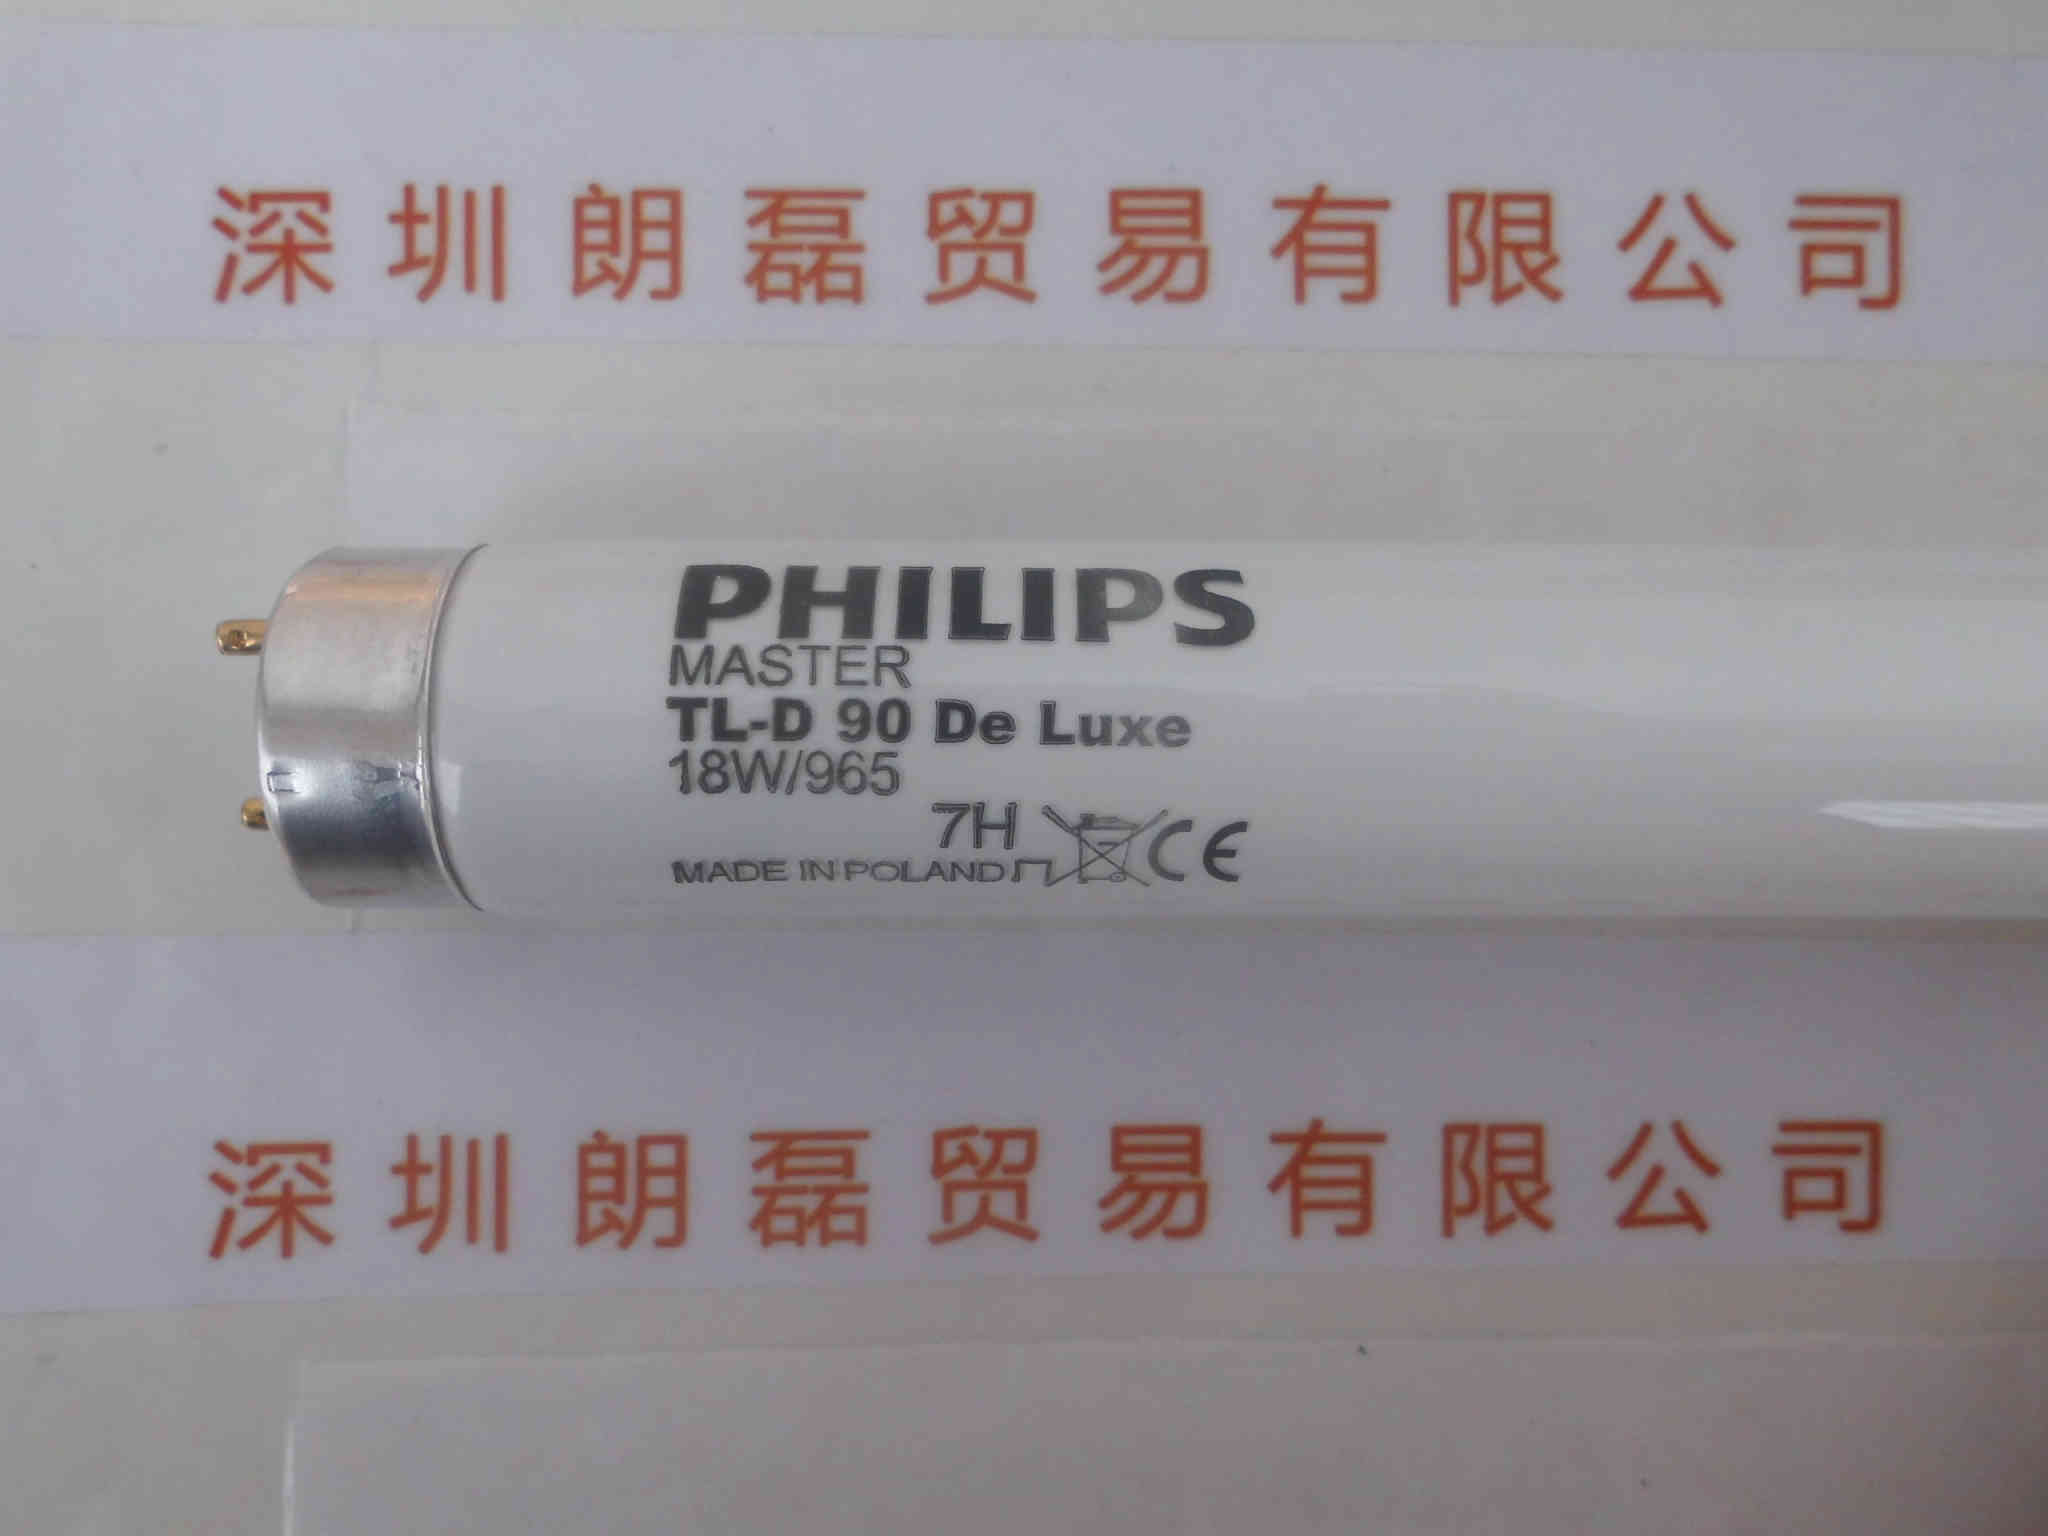 深圳朗磊贸易有限公司
PHILIPS
MASTER
TL-D 90 De Luxe
18W/965
7H
MADE IN POLAND
CE
深圳朗磊贸易有限公司